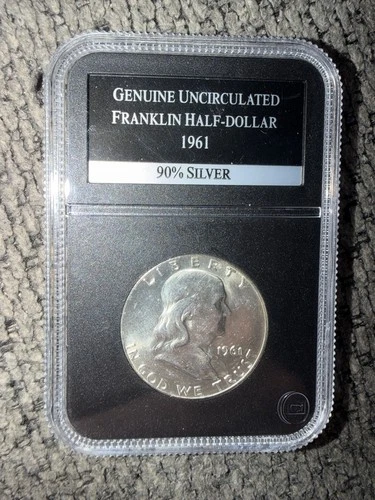 GENUINE UNCIRCULATED
FRANKLIN HALF-DOLLAR
1961
90% SILVER
LIBERTY
1961
IN GOD WE TRUST